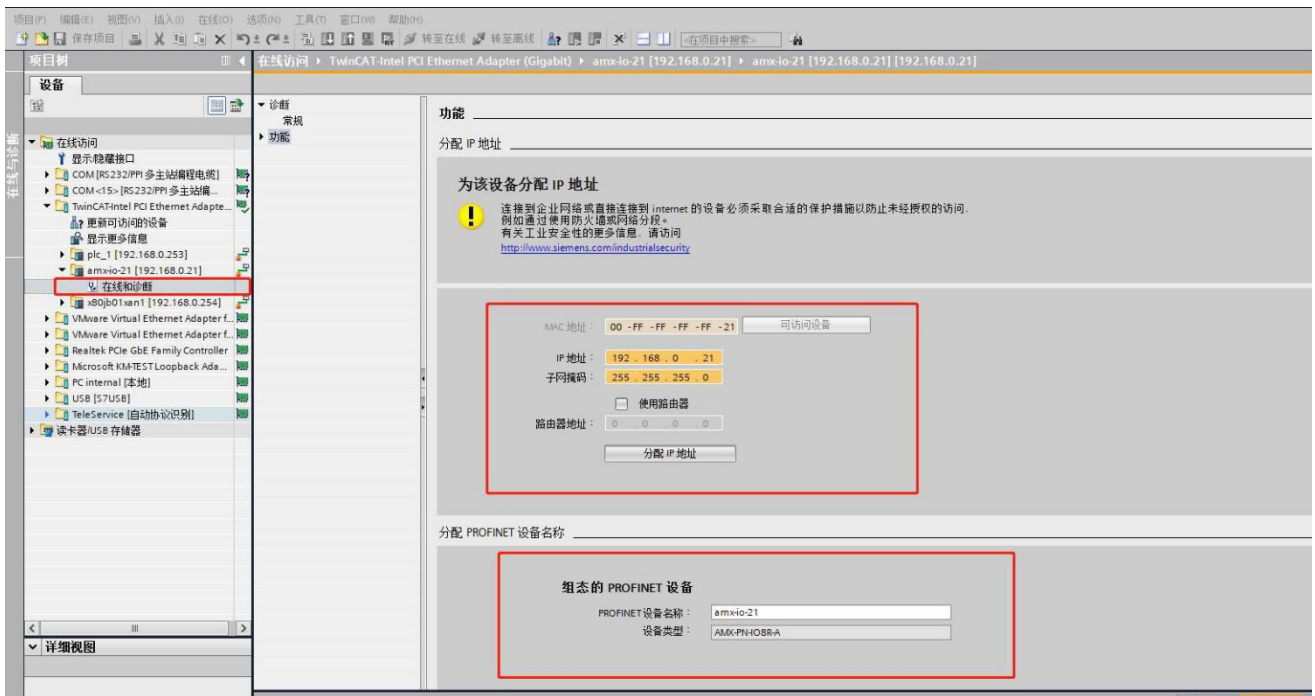 项目(P) 编辑(E) 视图(V) 插入(I) 在线(O) 选项(N) 工具(T) 窗口(W) 帮助(H)
保存项目 转至在线 转至离线 <在项目中搜索>
项目树
在线访问 ▸ TwinCAT-Intel PCI Ethernet Adapter (Gigabit) ▸ amx-io-21 [192.168.0.21] ▸ amx-io-21 [192.168.0.21] [192.168.0.21]
设备
在线与诊断
在线访问
显示/隐藏接口
COM [RS232/PPI 多主站编程电缆]
COM <15> [RS232/PPI 多主站编...
TwinCAT-Intel PCI Ethernet Adapte...
更新可访问的设备
显示更多信息
plc_1 [192.168.0.253]
amx-io-21 [192.168.0.21]
在线和诊断
x80jb01xan1 [192.168.0.254]
VMware Virtual Ethernet Adapter f...
VMware Virtual Ethernet Adapter f...
Realtek PCIe GbE Family Controller
Microsoft KM-TEST Loopback Ada...
PC internal [本地]
USB [S7USB]
TeleService [自动协议识别]
读卡器/USB 存储器
详细视图
诊断
常规
功能
功能
分配 IP 地址
为该设备分配 IP 地址
连接到企业网络或直接连接到 internet 的设备必须采取合适的保护措施以防止未经授权的访问.
例如通过使用防火墙或网络分段。
有关工业安全性的更多信息. 请访问
http://www.siemens.com/industrialsecurity
MAC 地址： 00 -FF -FF -FF -FF -21 可访问设备
IP 地址： 192 . 168 . 0 . 21
子网掩码： 255 . 255 . 255 . 0
使用路由器
路由器地址： 0 . 0 . 0 . 0
分配 IP 地址
分配 PROFINET 设备名称
组态的 PROFINET 设备
PROFINET 设备名称： amx-io-21
设备类型： AMX-PN-IO8R-A